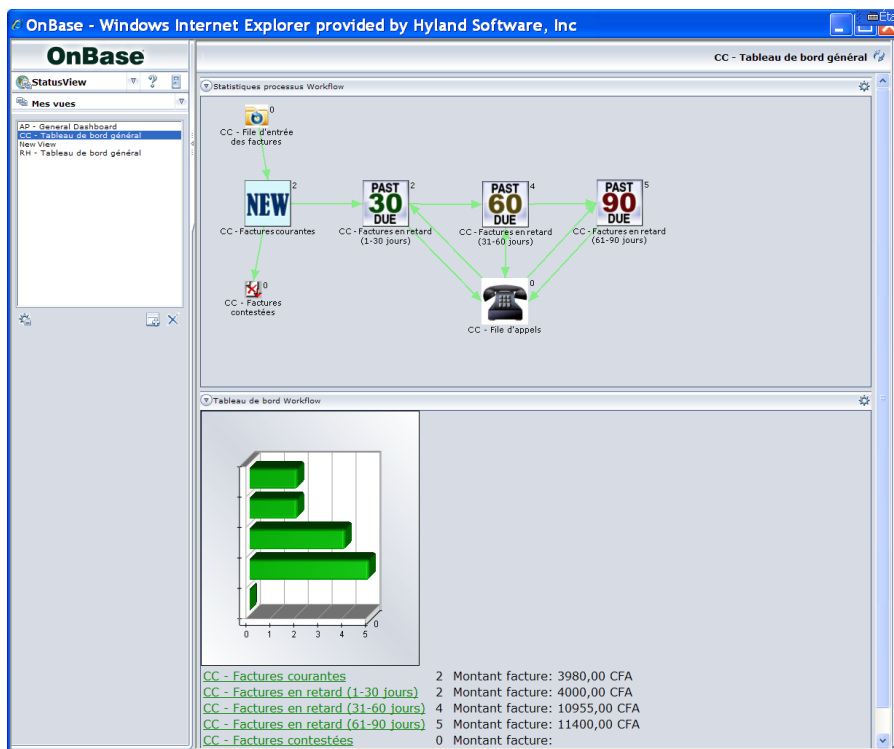 OnBase - Windows Internet Explorer provided by Hyland Software, Inc
OnBase
CC - Tableau de bord général
StatusView
Mes vues
AP - General Dashboard
CC - Tableau de bord général
New View
RH - Tableau de bord général
Statistiques processus Workflow
0
CC - File d'entrée
des factures
NEW
2
CC - Factures courantes
PAST
30
DUE
2
CC - Factures en retard
(1-30 jours)
PAST
60
DUE
4
CC - Factures en retard
(31-60 jours)
PAST
90
DUE
5
CC - Factures en retard
(61-90 jours)
0
CC - Factures
contestées
0
CC - File d'appels
Tableau de bord Workflow
0
0 1 2 3 4 5
CC - Factures courantes 2 Montant facture: 3980,00 CFA
CC - Factures en retard (1-30 jours) 2 Montant facture: 4000,00 CFA
CC - Factures en retard (31-60 jours) 4 Montant facture: 10955,00 CFA
CC - Factures en retard (61-90 jours) 5 Montant facture: 11400,00 CFA
CC - Factures contestées 0 Montant facture: